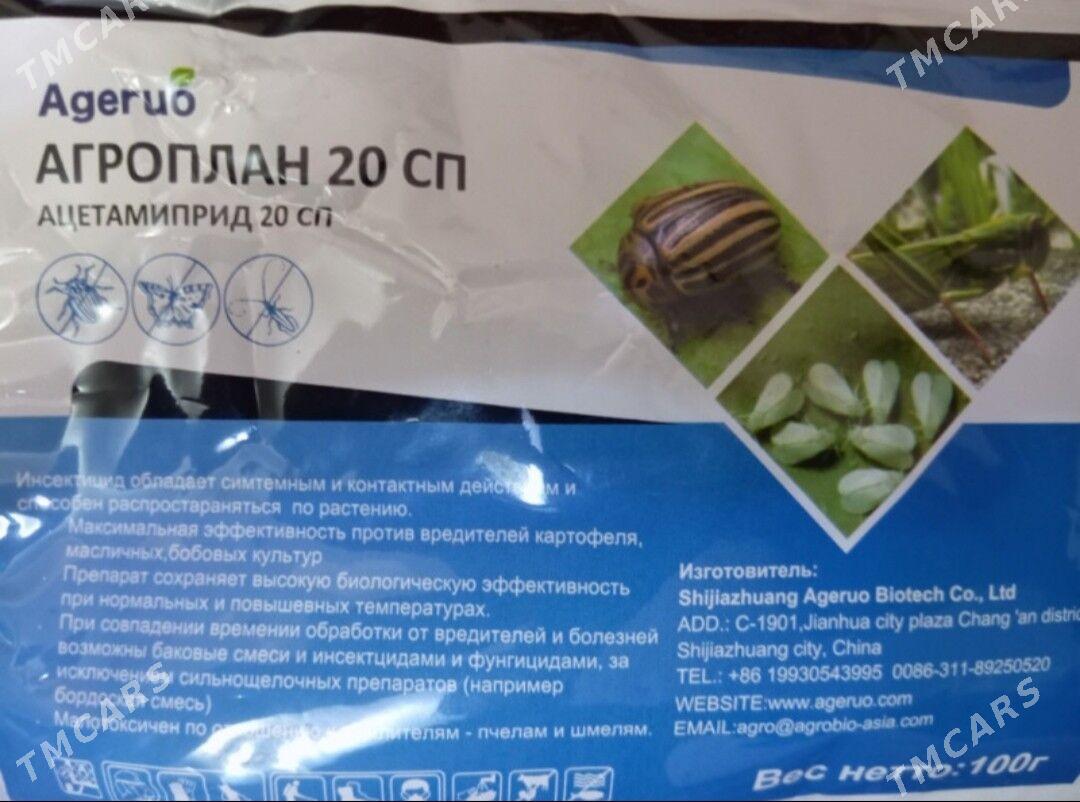 TMCARS
TMCARS
Ageruo
АГРОПЛАН 20 СП
АЦЕТАМИПРИД 20 СП
Инсектицид обладает симтемным и контактным и
способен распростараняться по растению.
Максимальная эффективность против вредителей картофеля,
масличных,бобовых культур
Препарат сохраняет высокую биологическую эффективность
при нормальных и повышевных температурах.
При совпадении времении обработки от вредителей и болезней
возможны баковые смеси и инсектцидами и фунгицидами, за
сильнощелочных препаратов (например
смесь)
Малотоксичен по - пчелам и шмелям.
Изготовитель:
Shijiazhuang Ageruo Biotech Co., Ltd
ADD.: C-1901,Jianhua city plaza Chang 'an distric
Shijiazhuang city, China
TEL.: +86 19930543995 0086-311-89250520
WEBSITE:www.ageruo.com
EMAIL:agro@agrobio-asia.com
Вес нетто:100г
TMCARS
TMCARS